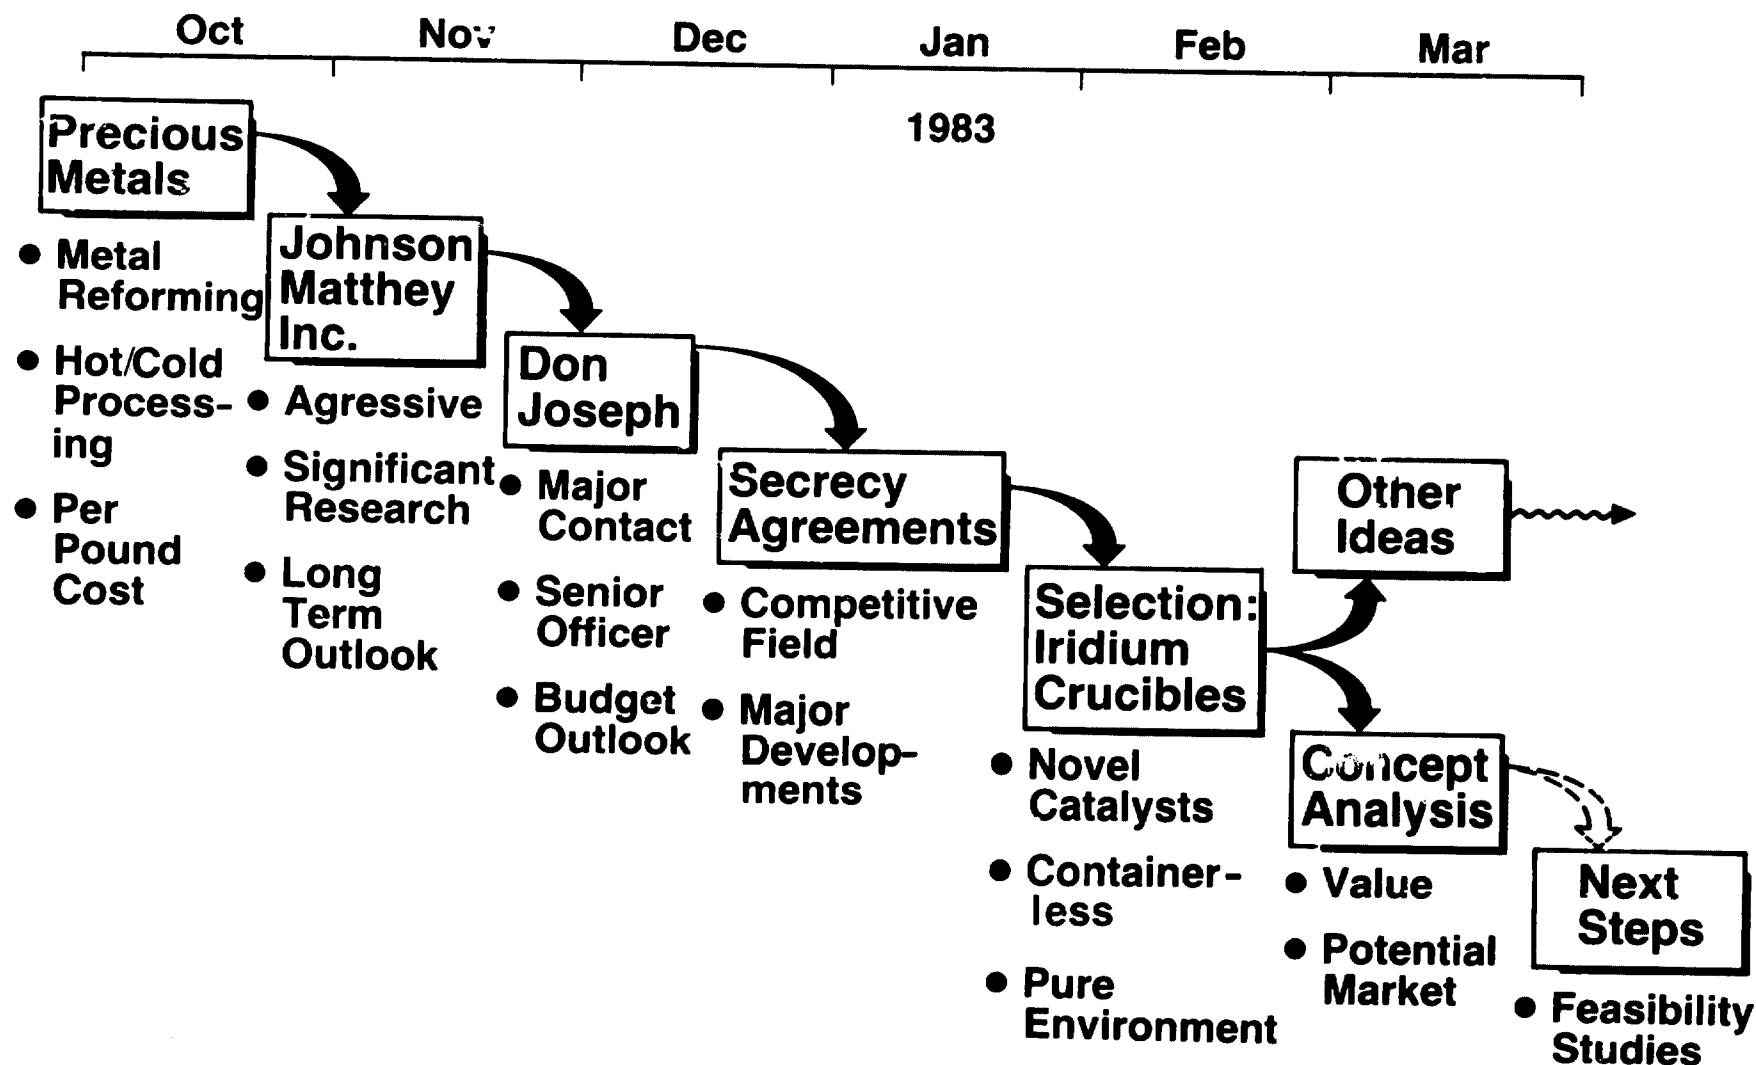 Oct Nov Dec Jan Feb Mar
1983
Precious
Metals
● Metal
Reforming
● Hot/Cold
Process-
ing
● Per
Pound
Cost
Johnson
Matthey
Inc.
● Agressive
● Significant
Research
● Long
Term
Outlook
Don
Joseph
● Major
Contact
● Senior
Officer
● Budget
Outlook
Secrecy
Agreements
● Competitive
Field
● Major
Develop-
ments
Selection:
Iridium
Crucibles
● Novel
Catalysts
● Container-
less
● Pure
Environment
Other
Ideas
Concept
Analysis
● Value
● Potential
Market
Next
Steps
● Feasibility
Studies